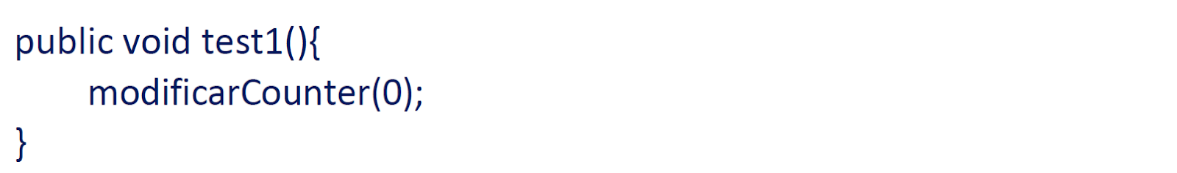 public void test1(){
modificarCounter(0);
}